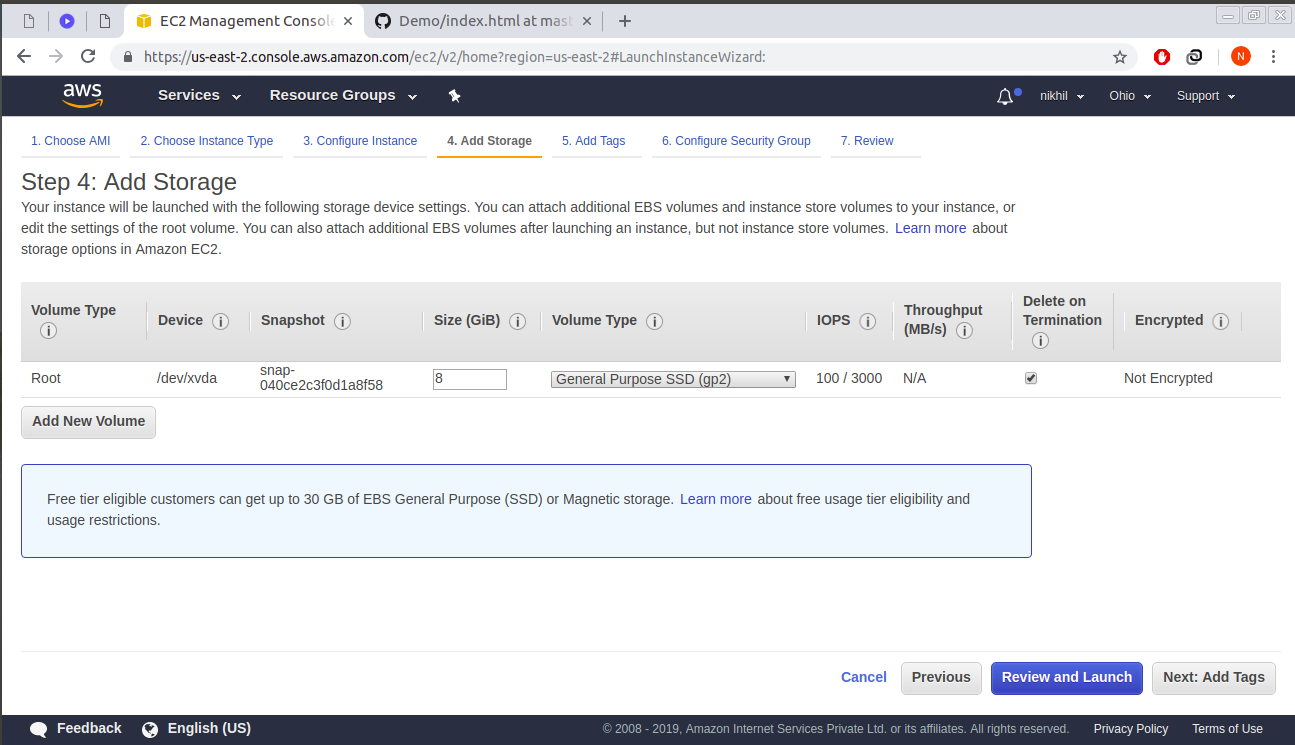 EC2 Management Console
Demo/index.html at mast
https://us-east-2.console.aws.amazon.com/ec2/v2/home?region=us-east-2#LaunchInstanceWizard:
N
aws
Services
Resource Groups
nikhil
Ohio
Support
1. Choose AMI
2. Choose Instance Type
3. Configure Instance
4. Add Storage
5. Add Tags
6. Configure Security Group
7. Review
Step 4: Add Storage
Your instance will be launched with the following storage device settings. You can attach additional EBS volumes and instance store volumes to your instance, or
edit the settings of the root volume. You can also attach additional EBS volumes after launching an instance, but not instance store volumes. Learn more about
storage options in Amazon EC2.
Volume Type
Device
Snapshot
Size (GiB)
Volume Type
IOPS
Throughput
(MB/s)
Delete on
Termination
Encrypted
Root
/dev/xvda
snap-
040ce2c3f0d1a8f58
8
General Purpose SSD (gp2)
100 / 3000
N/A
Not Encrypted
Add New Volume
Free tier eligible customers can get up to 30 GB of EBS General Purpose (SSD) or Magnetic storage. Learn more about free usage tier eligibility and
usage restrictions.
Cancel
Previous
Review and Launch
Next: Add Tags
Feedback
English (US)
© 2008 - 2019, Amazon Internet Services Private Ltd. or its affiliates. All rights reserved.
Privacy Policy
Terms of Use